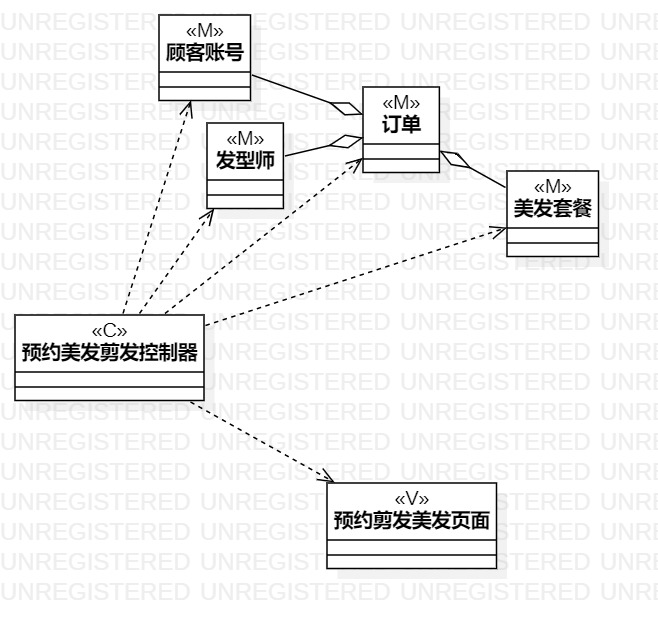 «M»
顾客账号
«M»
订单
«M»
发型师
«M»
美发套餐
«C»
预约美发剪发控制器
«V»
预约剪发美发页面
UNREGISTERED UNREGISTERED UNREGISTERED